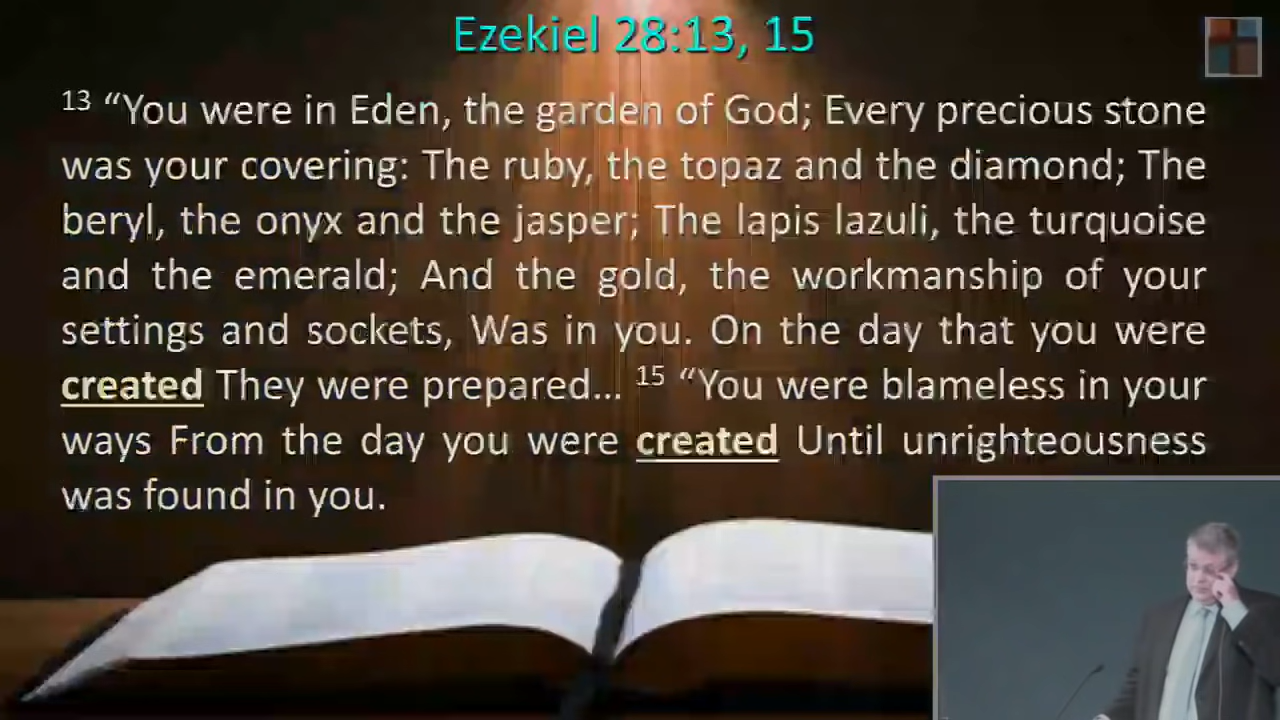 Ezekiel 28:13, 15
13 “You were in Eden, the garden of God; Every precious stone
was your covering: The ruby, the topaz and the diamond; The
beryl, the onyx and the jasper; The lapis lazuli, the turquoise
and the emerald; And the gold, the workmanship of your
settings and sockets, Was in you. On the day that you were
created They were prepared… 15 “You were blameless in your
ways From the day you were created Until unrighteousness
was found in you.